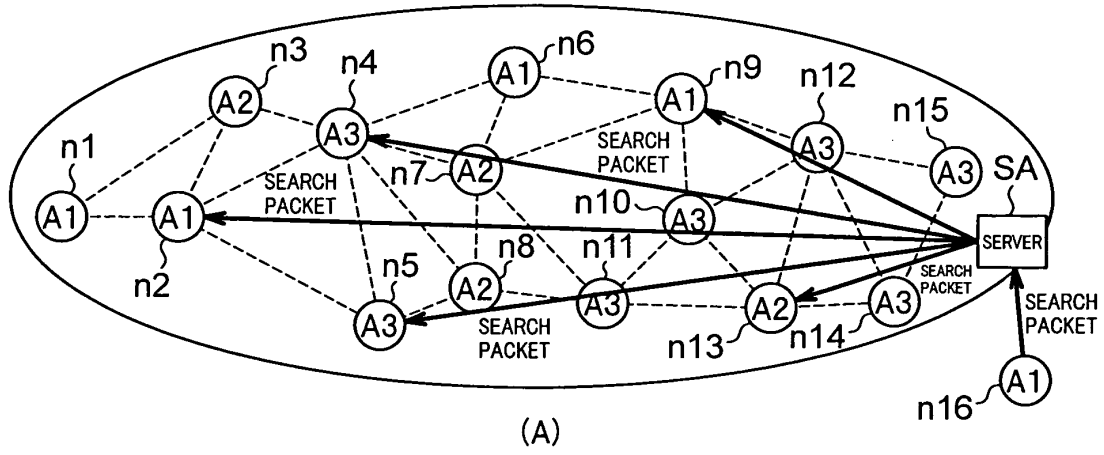 n6
n3
n4
n9
n12
A1
n15
A2
A1
A3
SEARCH
PACKET
A3
n1
n7
A2
A3
SA
SEARCH
PACKET
A1
A1
n10
A3
SERVER
n2
n8
n11
n5
A2
A3
SEARCH
PACKET
A3
SEARCH
PACKET
A2
A3
SEARCH
PACKET
n13
n14
n16
A1
(A)